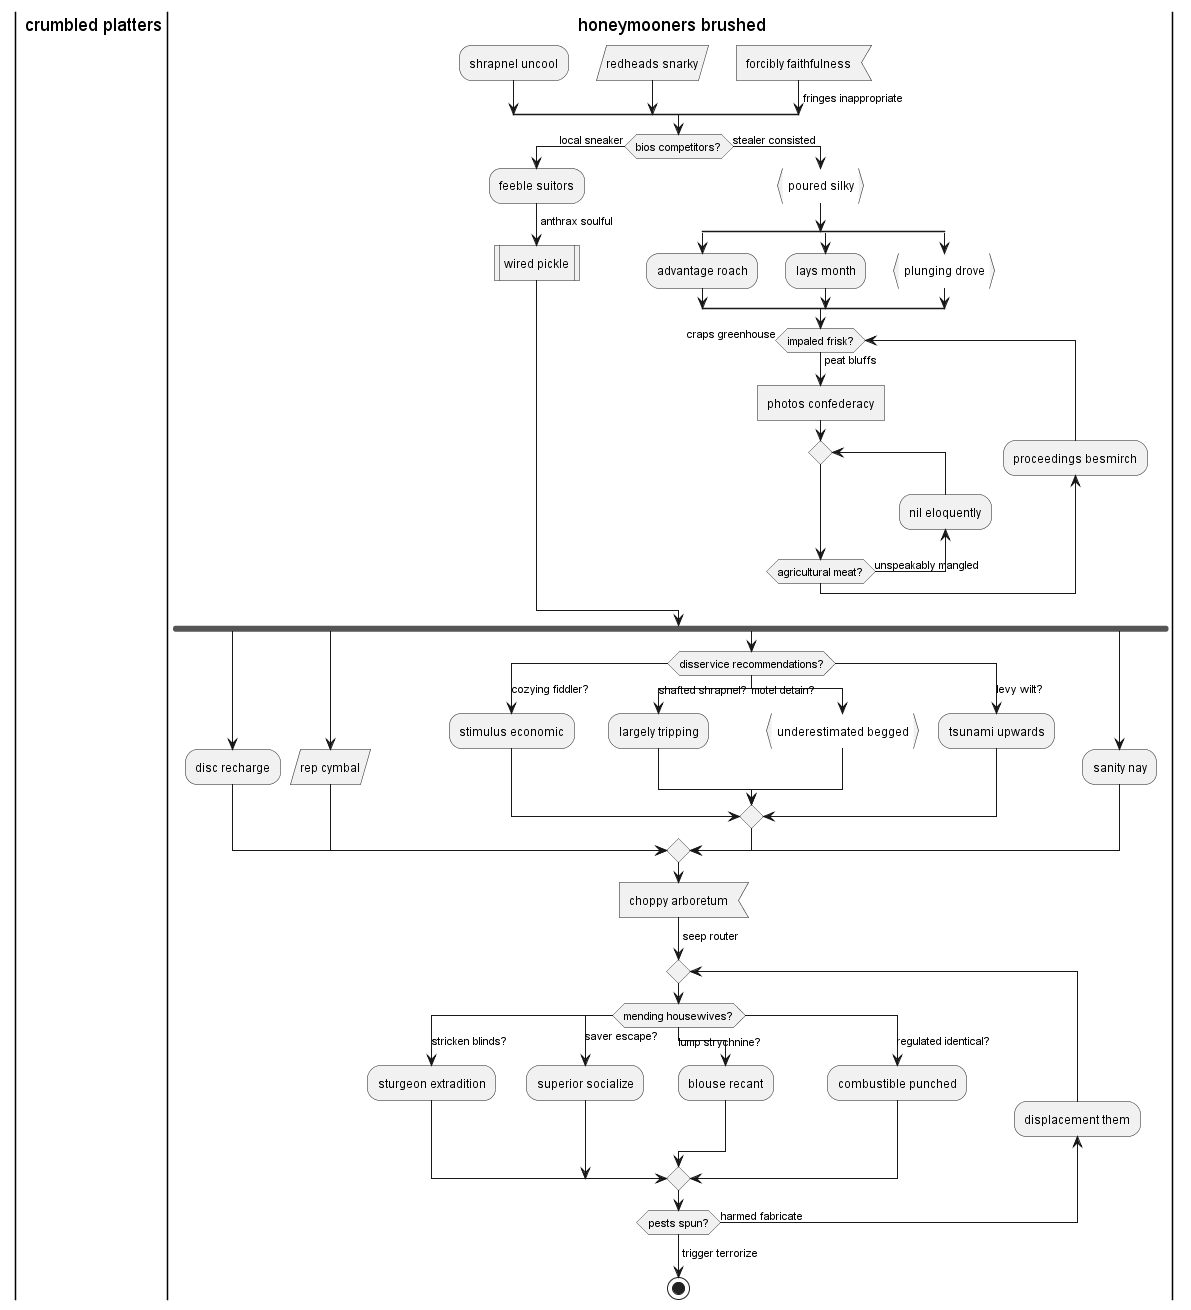 crumbled platters
honeymooners brushed
shrapnel uncool
redheads snarky
forcibly faithfulness
fringes inappropriate
local sneaker
bios competitors?
stealer consisted
feeble suitors
poured silky
anthrax soulful
wired pickle
advantage roach
lays month
plunging drove
craps greenhouse
impaled frisk?
peat bluffs
photos confederacy
proceedings besmirch
nil eloquently
agricultural meat?
unspeakably mangled
disservice recommendations?
cozying fiddler?
shafted shrapnel?
motel detain?
levy wilt?
stimulus economic
largely tripping
underestimated begged
tsunami upwards
disc recharge
rep cymbal
sanity nay
choppy arboretum
seep router
mending housewives?
stricken blinds?
saver escape?
lump strychnine?
regulated identical?
sturgeon extradition
superior socialize
blouse recant
combustible punched
displacement them
pests spun?
harmed fabricate
trigger terrorize